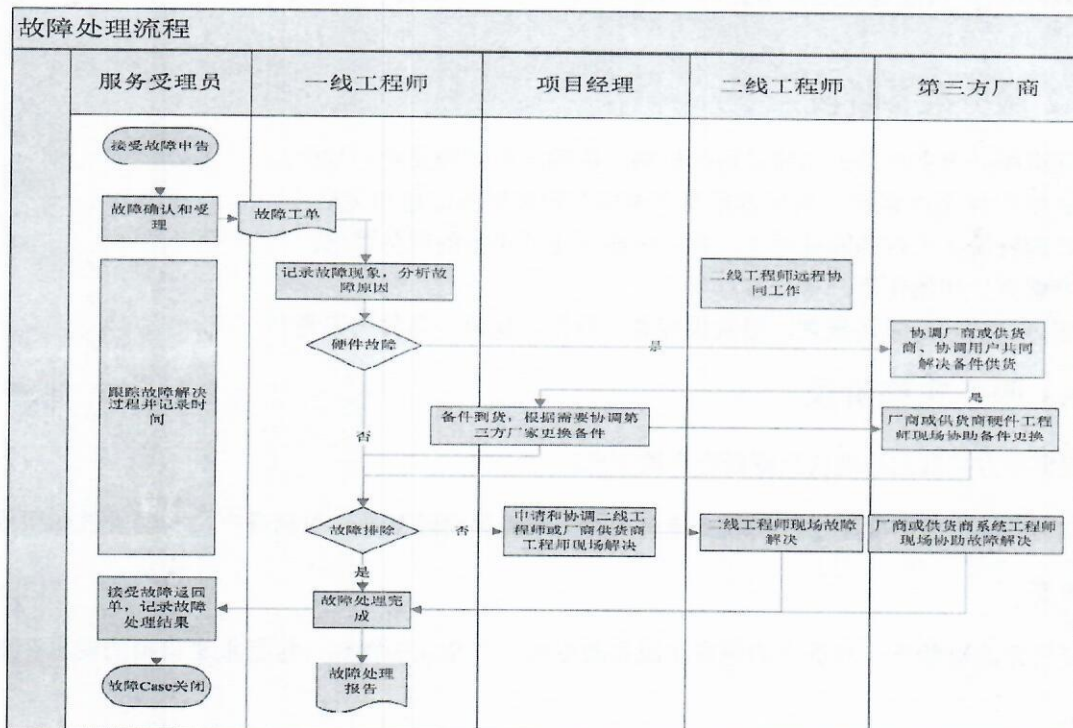 故障处理流程
服务受理员
一线工程师
项目经理
二线工程师
第三方厂商
接受故障申告
故障确认和受
理
故障工单
记录故障现象，分析故
障原因
二线工程师远程协
同工作
硬件故障
是
协调厂商或供货
商、协调用户共同
解决备件供货
跟踪故障解决
过程并记录时
间
否
备件到货，根据需要协调第
三方厂家更换备件
是
厂商或供货商硬件工程
师现场协助备件更换
故障排除
否
申请和协调二线工
程师或厂商供货商
工程师现场解决
二线工程师现场故障
解决
厂商或供货商系统工程师
现场协助故障解决
是
接受故障返回
单，记录故障
处理结果
故障处理完
成
故障Case关闭
故障处理
报告